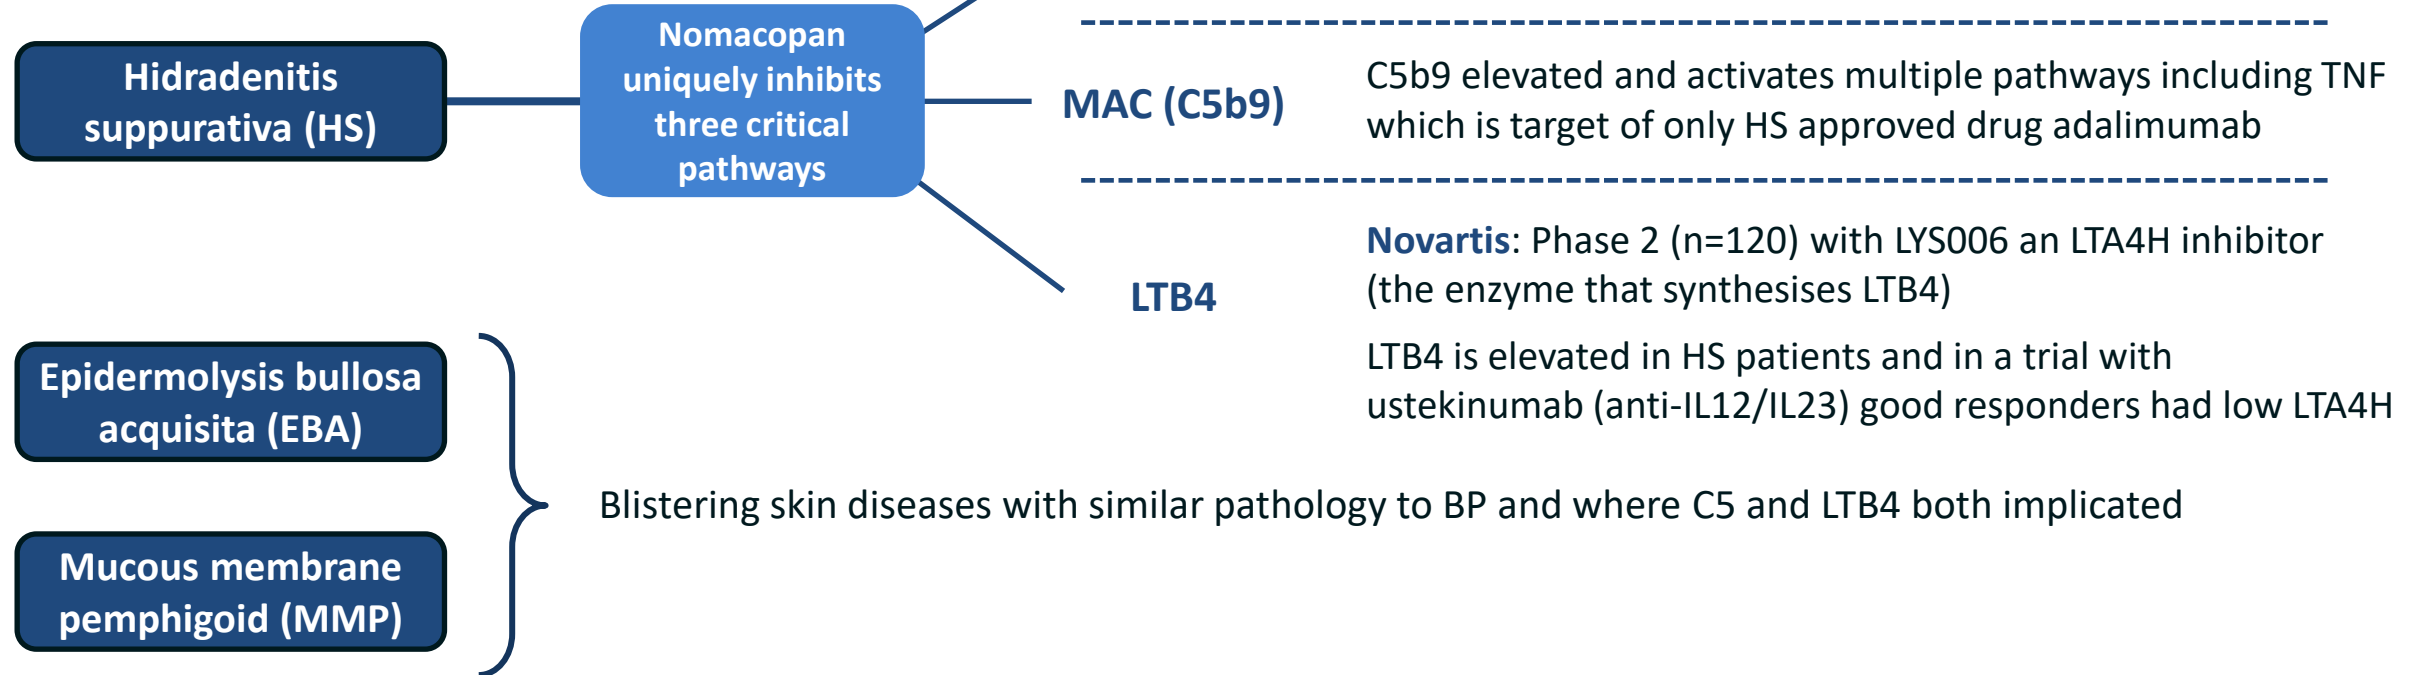 Hidradenitis
suppurativa (HS)
Nomacopan
uniquely inhibits
three critical
pathways
MAC (C5b9)
C5b9 elevated and activates multiple pathways including TNF
which is target of only HS approved drug adalimumab
LTB4
Novartis: Phase 2 (n=120) with LYS006 an LTA4H inhibitor
(the enzyme that synthesises LTB4)
LTB4 is elevated in HS patients and in a trial with
ustekinumab (anti-IL12/IL23) good responders had low LTA4H
Epidermolysis bullosa
acquisita (EBA)
Mucous membrane
pemphigoid (MMP)
Blistering skin diseases with similar pathology to BP and where C5 and LTB4 both implicated